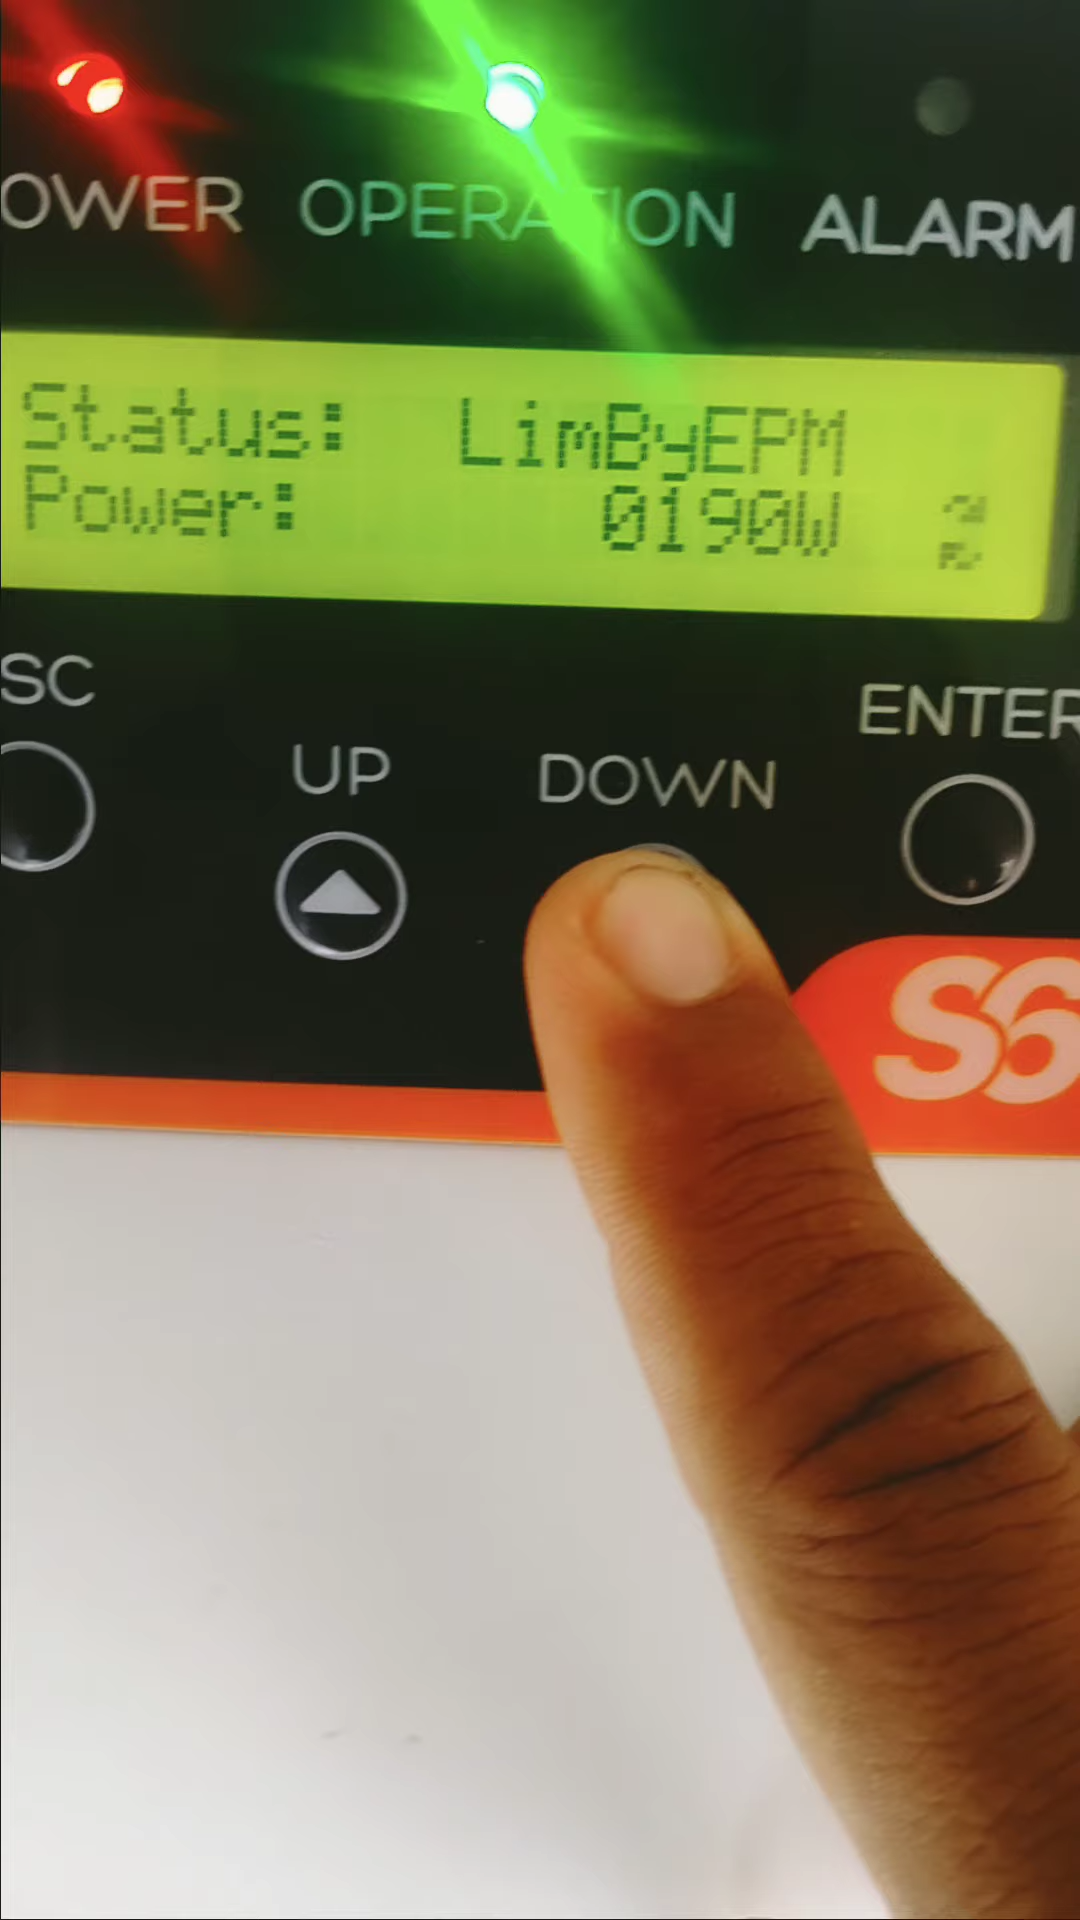 OWER OPERATION ALARM
Status: LimByEPM
Power: 0190W
SC
UP
DOWN
ENTER
S6